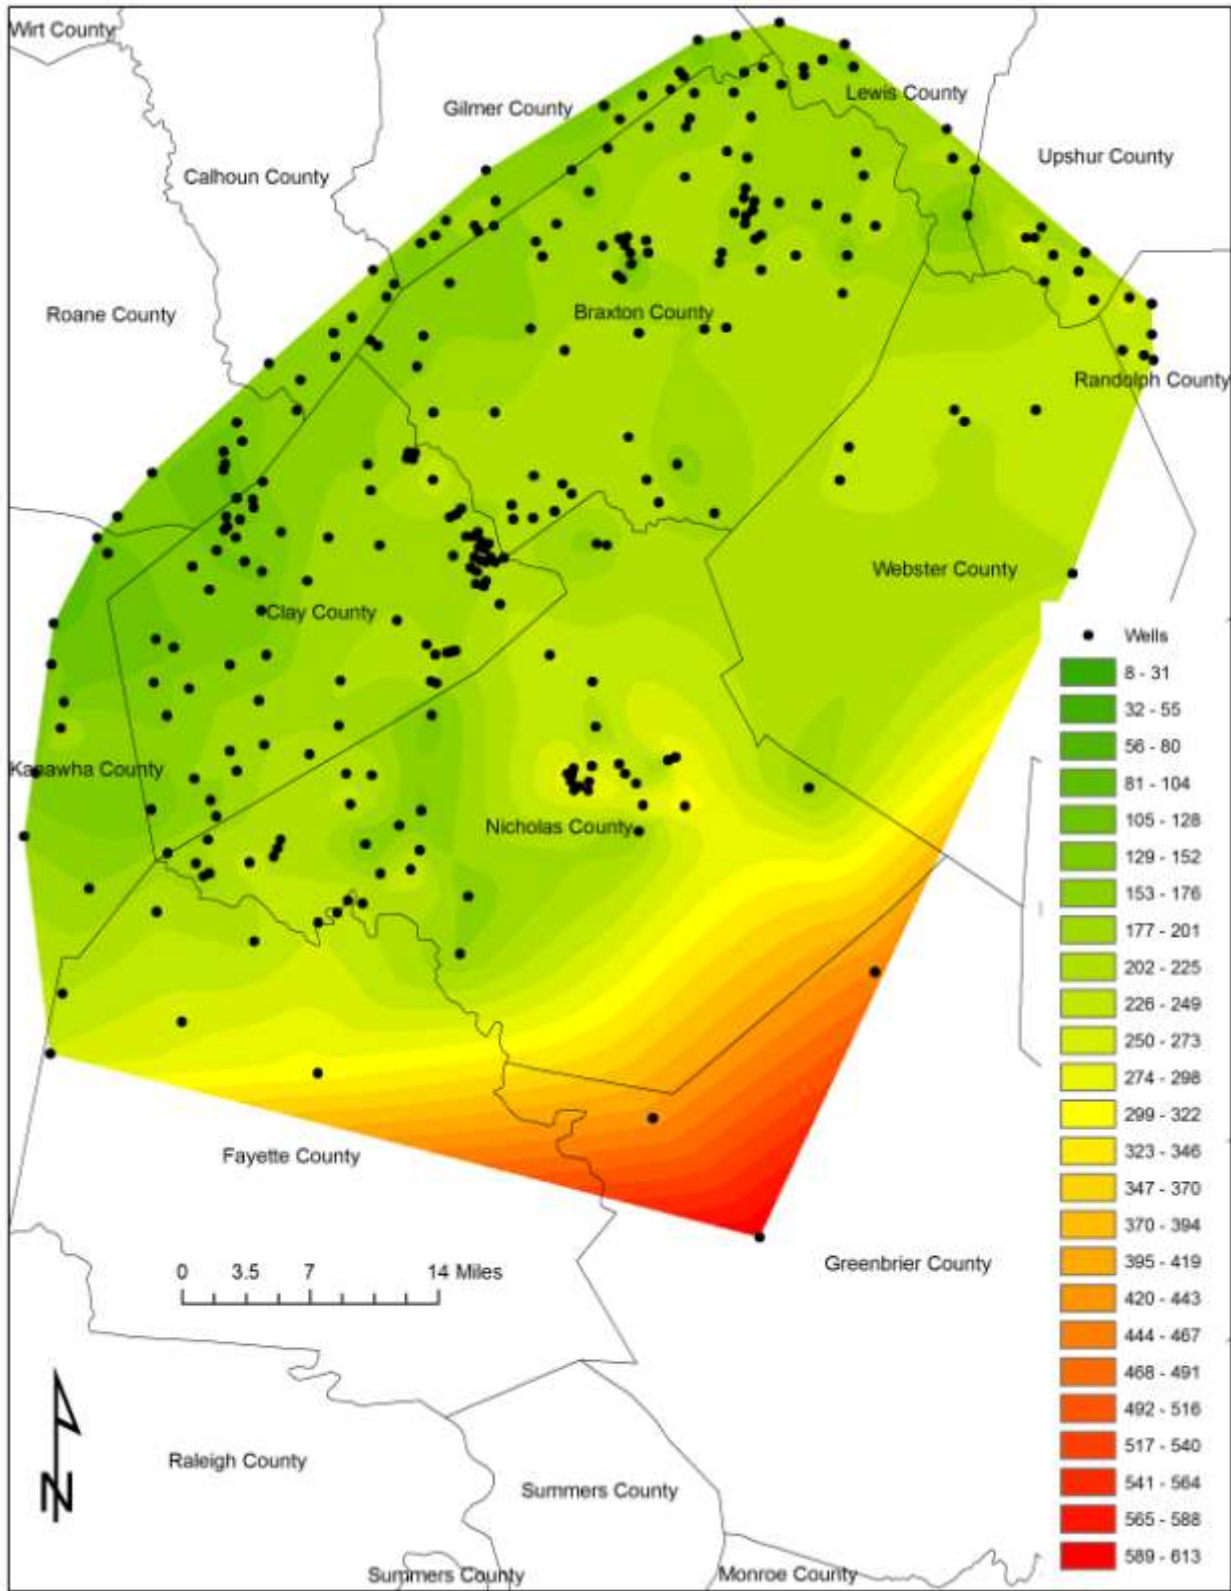 Wirt County
Gilmer County
Lewis County
Upshur County
Calhoun County
Roane County
Braxton County
Randolph County
Webster County
Clay County
Wells
8 - 31
32 - 55
56 - 80
81 - 104
105 - 128
129 - 152
153 - 176
177 - 201
202 - 225
226 - 249
250 - 273
274 - 298
299 - 322
323 - 346
347 - 370
370 - 394
395 - 419
420 - 443
444 - 467
468 - 491
492 - 516
517 - 540
541 - 564
565 - 588
589 - 613
Kanawha County
Nicholas County
Fayette County
Greenbrier County
0 3.5 7 14 Miles
N
Raleigh County
Summers County
Summers County
Monroe County